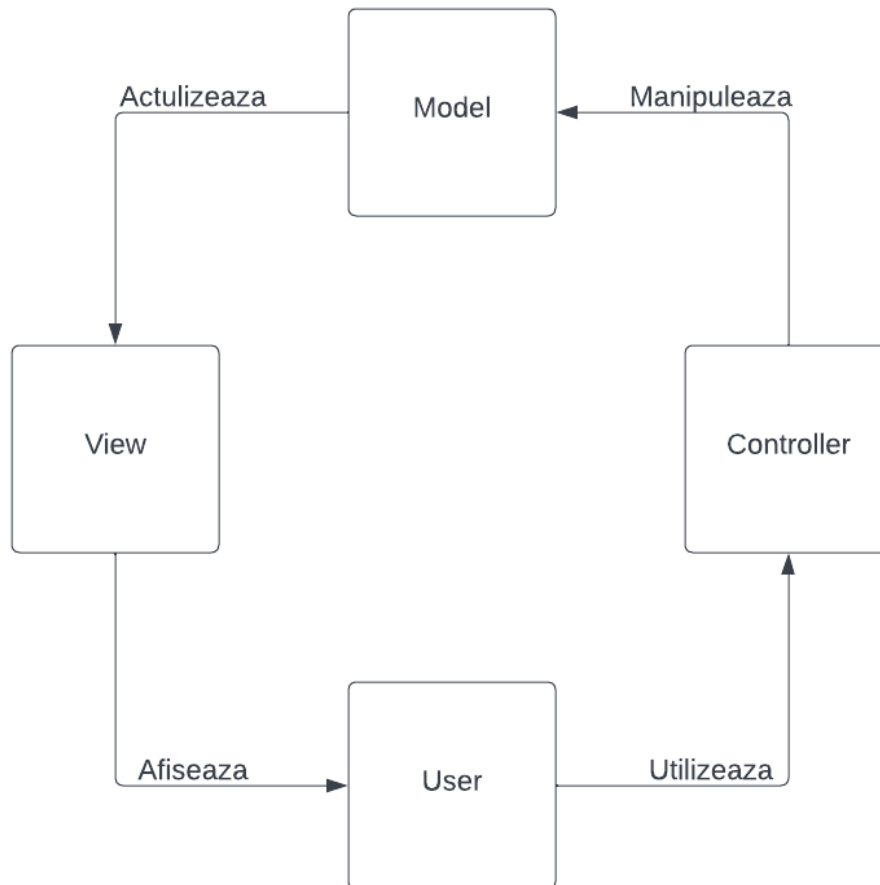 Actulizeaza
Model
Manipuleaza
View
Controller
Afiseaza
User
Utilizeaza